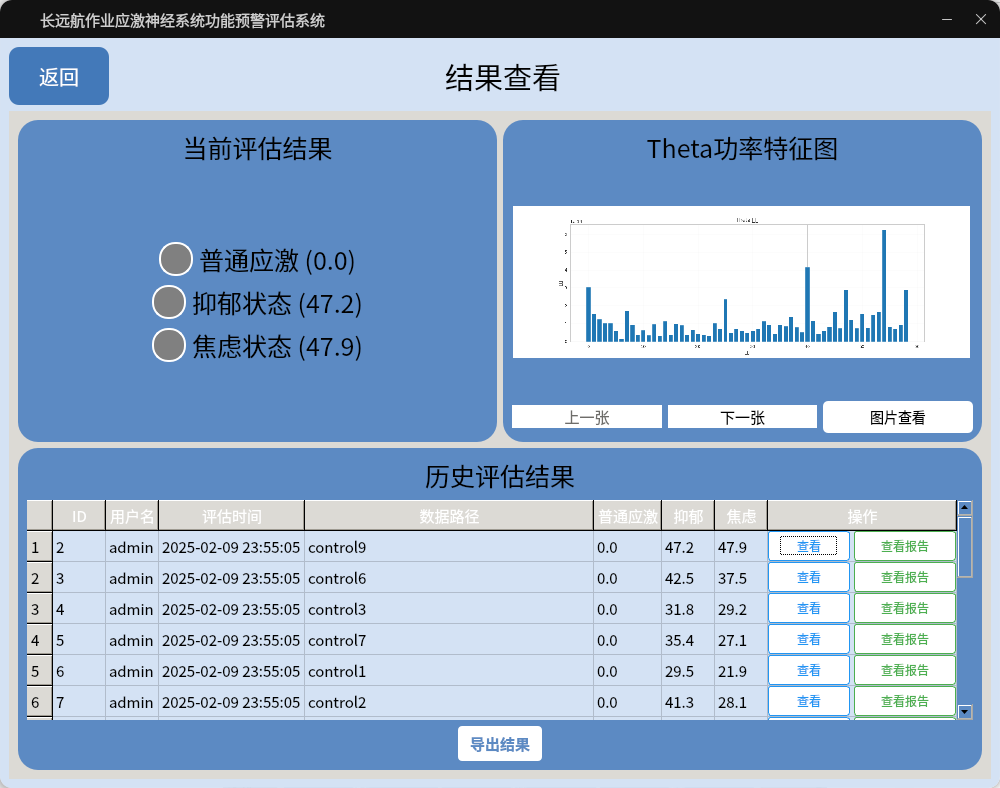 长远航作业应激神经系统功能预警评估系统
返回
结果查看
当前评估结果
普通应激 (0.0)
抑郁状态 (47.2)
焦虑状态 (47.9)
Theta功率特征图
上一张
下一张
图片查看
历史评估结果
ID 用户名 评估时间 数据路径 普通应激 抑郁 焦虑 操作
1 2 admin 2025-02-09 23:55:05 control9 0.0 47.2 47.9 查看 查看报告
2 3 admin 2025-02-09 23:55:05 control6 0.0 42.5 37.5 查看 查看报告
3 4 admin 2025-02-09 23:55:05 control3 0.0 31.8 29.2 查看 查看报告
4 5 admin 2025-02-09 23:55:05 control7 0.0 35.4 27.1 查看 查看报告
5 6 admin 2025-02-09 23:55:05 control1 0.0 29.5 21.9 查看 查看报告
6 7 admin 2025-02-09 23:55:05 control2 0.0 41.3 28.1 查看 查看报告
导出结果